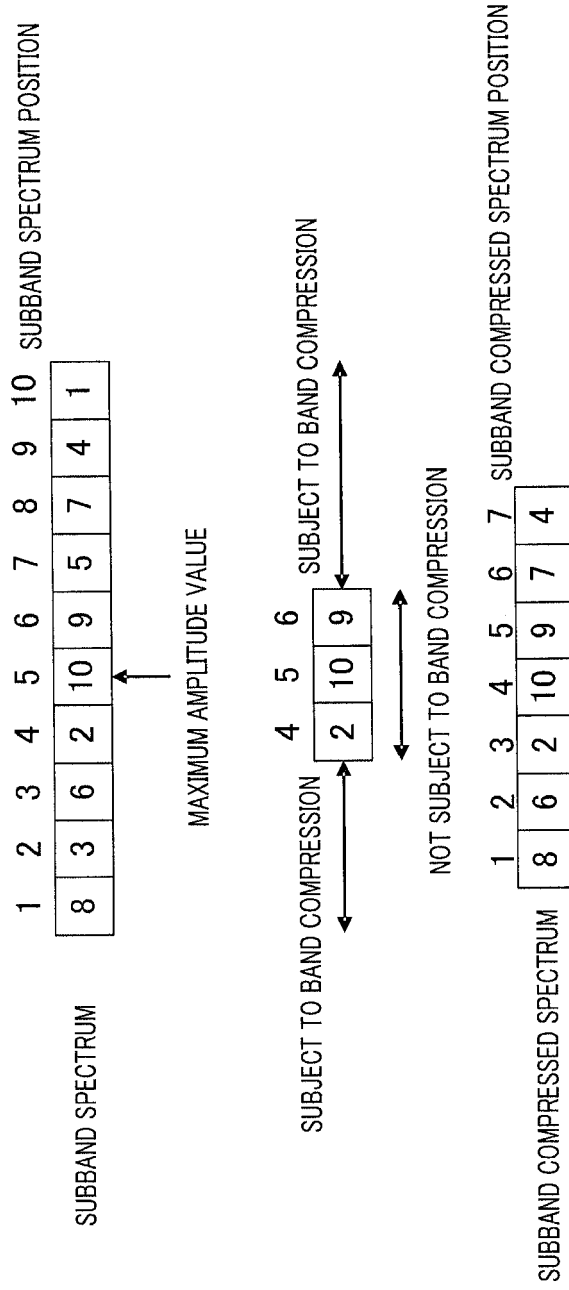 SUBBAND SPECTRUM POSITION
1 2 3 4 5 6 7 8 9 10
SUBBAND SPECTRUM
8 3 6 2 10 9 5 7 4 1
MAXIMUM AMPLITUDE VALUE
4 5 6
SUBJECT TO BAND COMPRESSION
2 10 9
SUBJECT TO BAND COMPRESSION
NOT SUBJECT TO BAND COMPRESSION
1 2 3 4 5 6 7
SUBBAND COMPRESSED SPECTRUM POSITION
SUBBAND COMPRESSED SPECTRUM
8 6 2 10 9 7 4